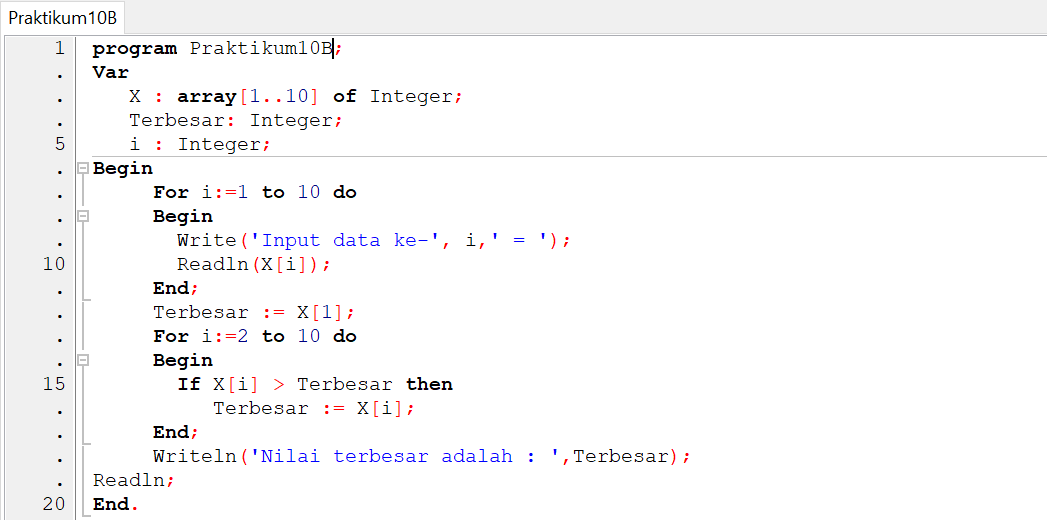 Praktikum10B
1 program Praktikum10B;
. Var
. X : array[1..10] of Integer;
. Terbesar: Integer;
5 i : Integer;
. Begin
. For i:=1 to 10 do
. Begin
. Write('Input data ke-', i,' = ');
10 Readln(X[i]);
. End;
. Terbesar := X[1];
. For i:=2 to 10 do
. Begin
15 If X[i] > Terbesar then
. Terbesar := X[i];
. End;
. Writeln('Nilai terbesar adalah : ',Terbesar);
. Readln;
20 End.